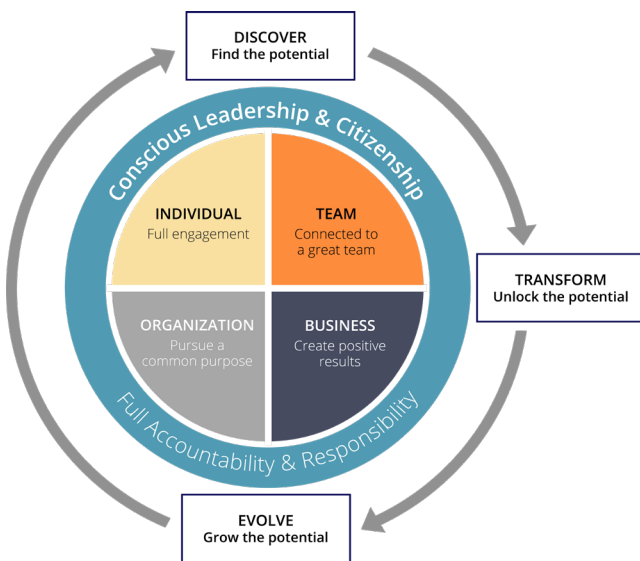 DISCOVER
Find the potential
Conscious Leadership & Citizenship
INDIVIDUAL
Full engagement
TEAM
Connected to
a great team
TRANSFORM
Unlock the potential
ORGANIZATION
Pursue a
common purpose
BUSINESS
Create positive
results
Full Accountability & Responsibility
EVOLVE
Grow the potential